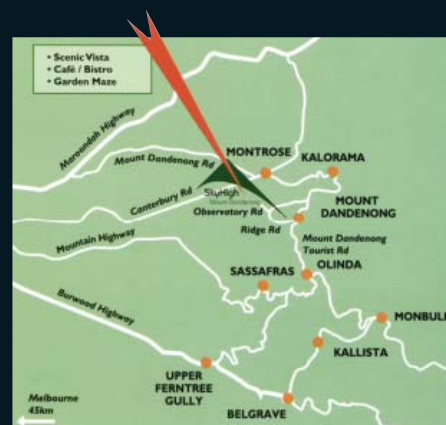 • Scenic Vista
• Café / Bistro
• Garden Maze
Maroondah Highway
Mount Dandenong Rd
MONTROSE
KALORAMA
Canterbury Rd
SkyHigh
Mount Dandenong
Observatory Rd
MOUNT
DANDENONG
Ridge Rd
Mountain Highway
Mount Dandenong
Tourist Rd
SASSAFRAS
OLINDA
Burwood Highway
MONBUL
KALLISTA
UPPER
FERNTREE
GULLY
BELGRAVE
Melbourne
45km